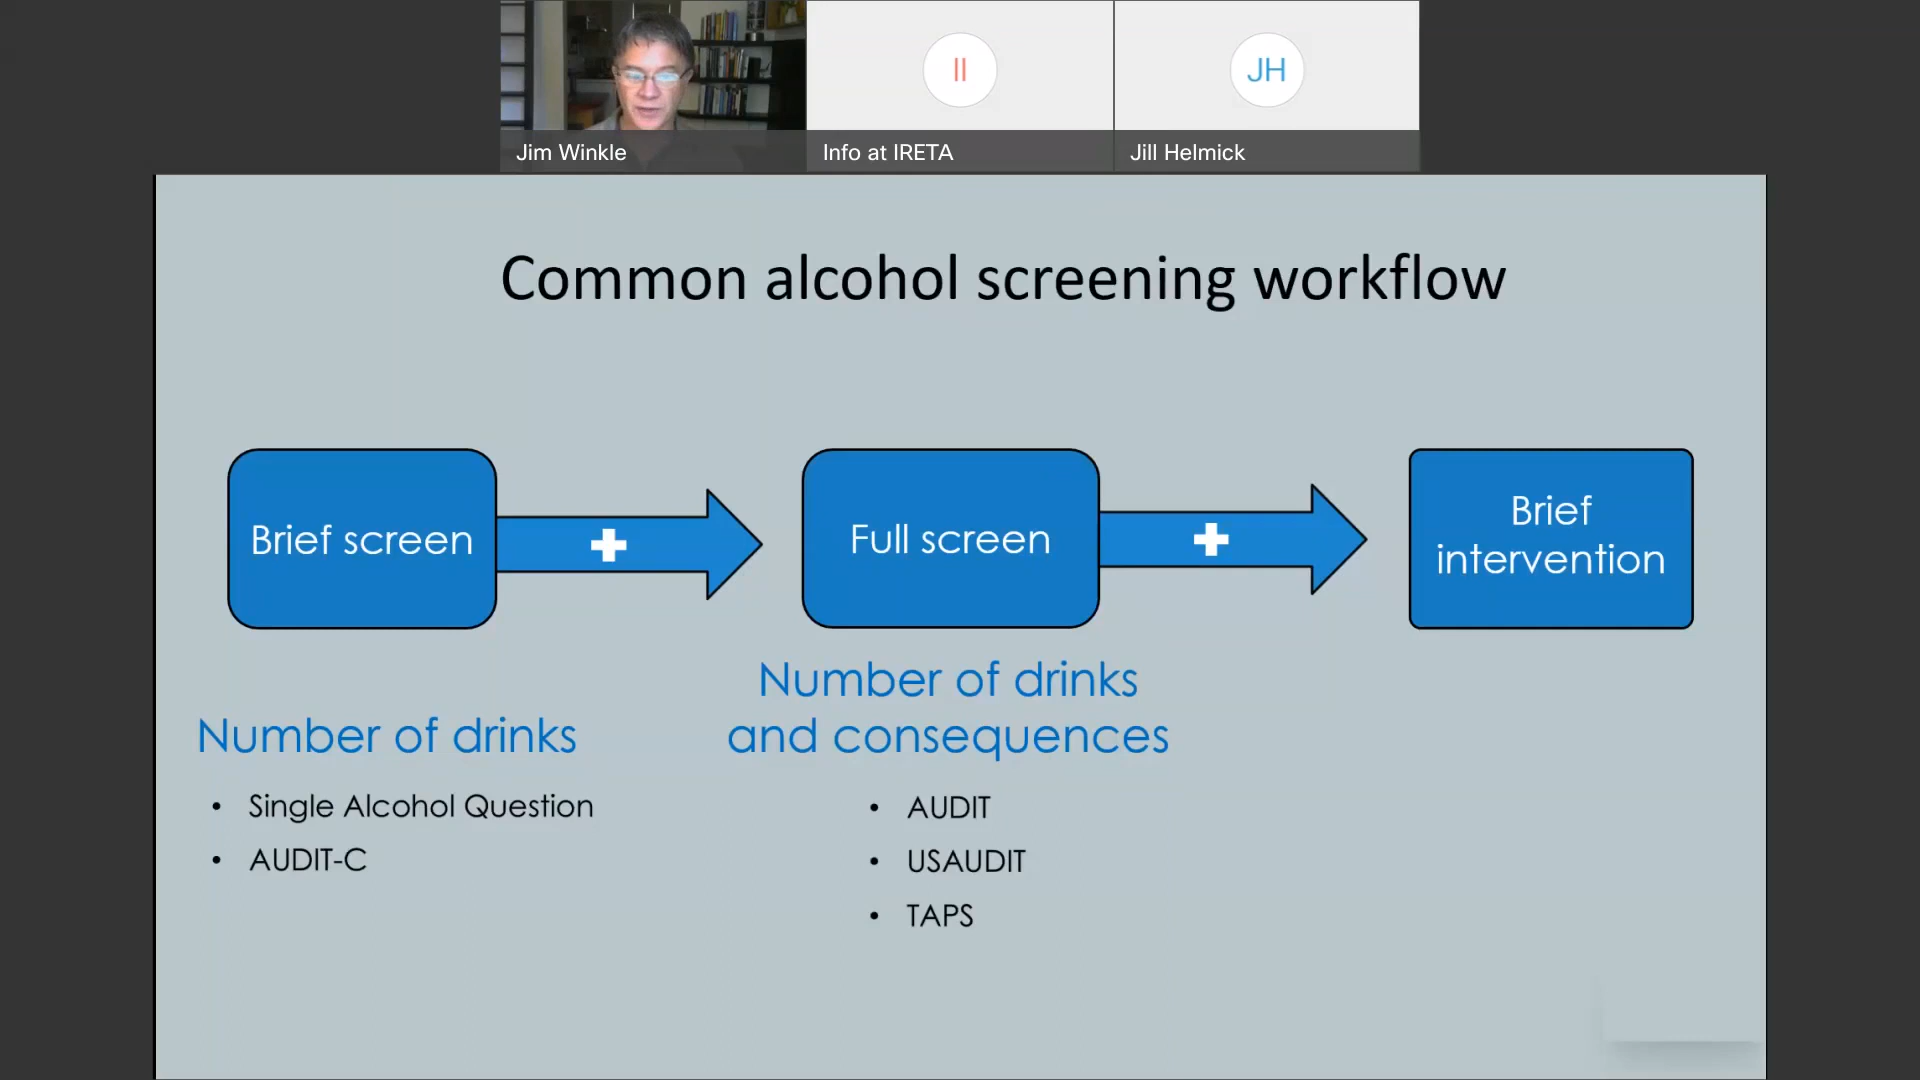 II
JH
Jim Winkle
Info at IRETA
Jill Helmick
Common alcohol screening workflow
Brief screen
Full screen
Brief
intervention
Number of drinks
• Single Alcohol Question
• AUDIT-C
Number of drinks
and consequences
• AUDIT
• USAUDIT
• TAPS